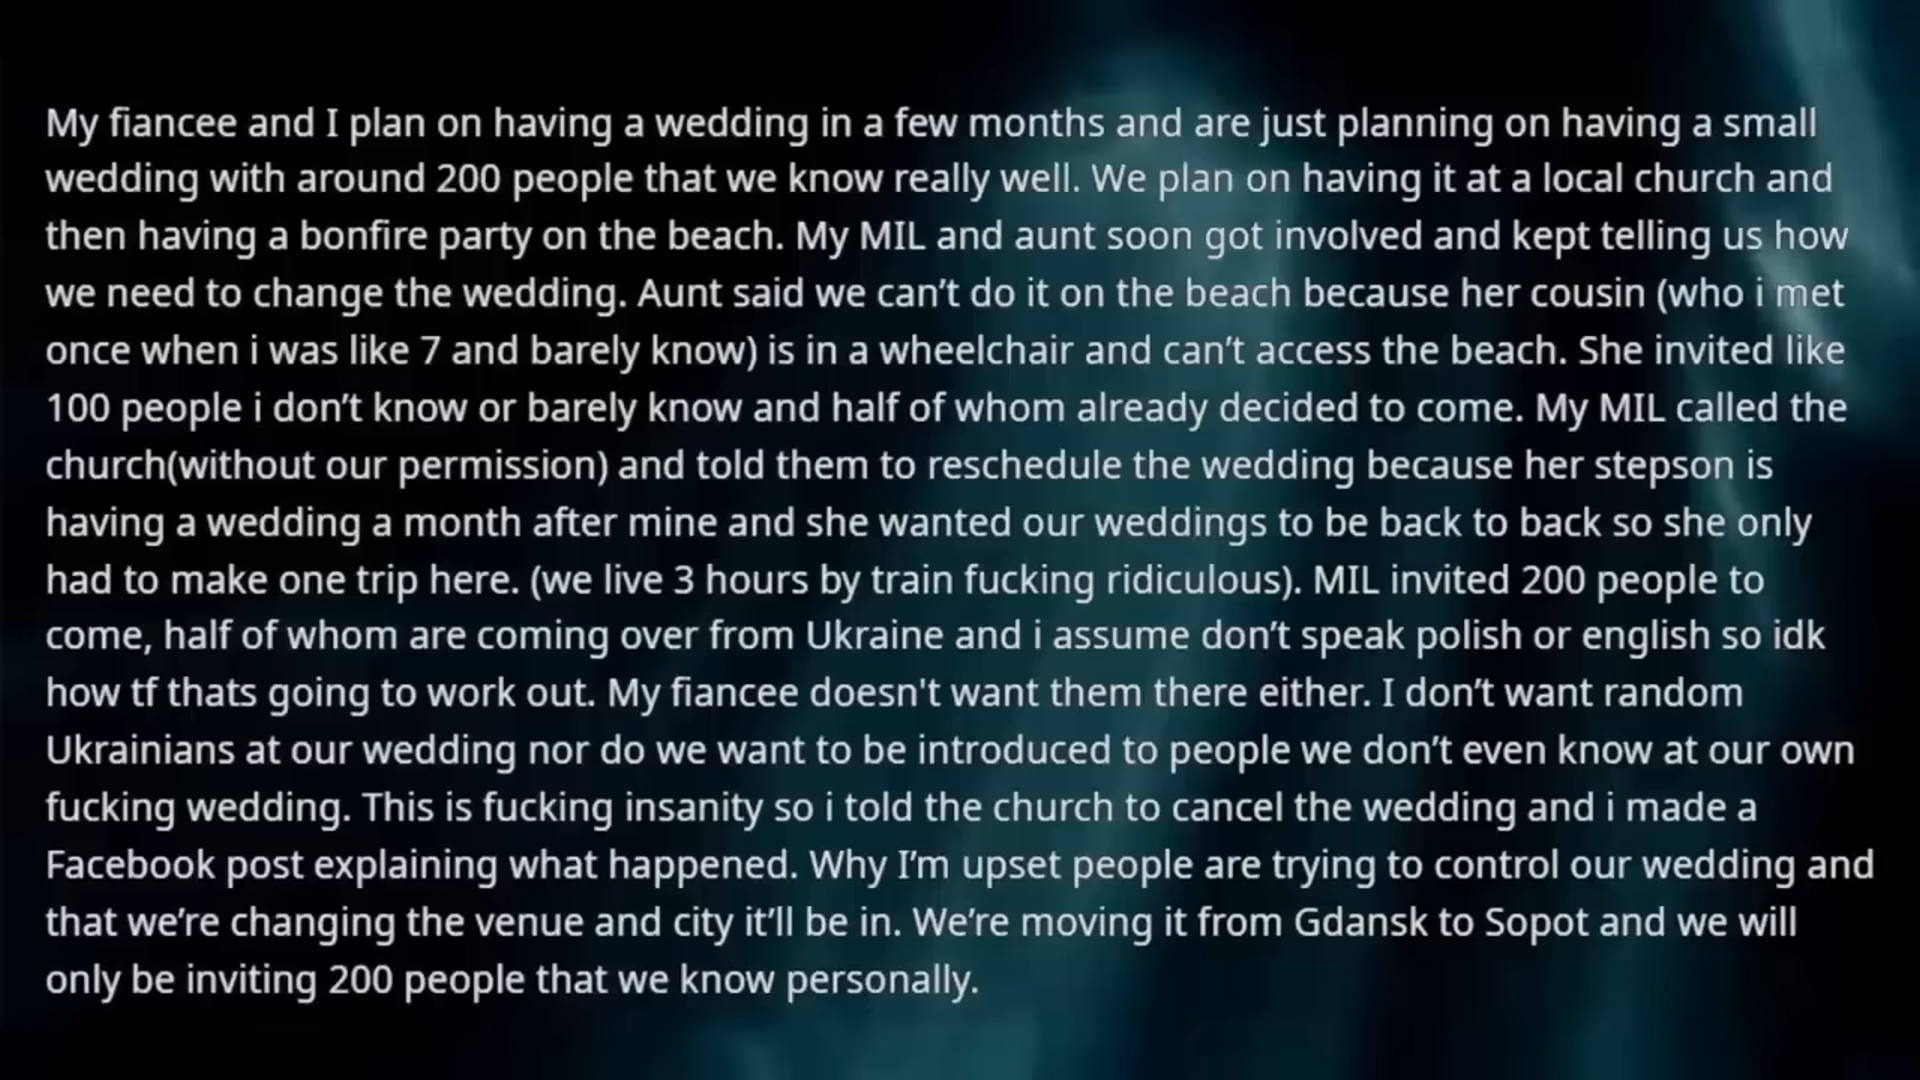 My fiancee and I plan on having a wedding in a few months and are just planning on having a small
wedding with around 200 people that we know really well. We plan on having it at a local church and
then having a bonfire party on the beach. My MIL and aunt soon got involved and kept telling us how
we need to change the wedding. Aunt said we can’t do it on the beach because her cousin (who i met
once when i was like 7 and barely know) is in a wheelchair and can’t access the beach. She invited like
100 people i don’t know or barely know and half of whom already decided to come. My MIL called the
church(without our permission) and told them to reschedule the wedding because her stepson is
having a wedding a month after mine and she wanted our weddings to be back to back so she only
had to make one trip here. (we live 3 hours by train fucking ridiculous). MIL invited 200 people to
come, half of whom are coming over from Ukraine and i assume don’t speak polish or english so idk
how tf thats going to work out. My fiancee doesn't want them there either. I don’t want random
Ukrainians at our wedding nor do we want to be introduced to people we don’t even know at our own
fucking wedding. This is fucking insanity so i told the church to cancel the wedding and i made a
Facebook post explaining what happened. Why I’m upset people are trying to control our wedding and
that we’re changing the venue and city it’ll be in. We’re moving it from Gdansk to Sopot and we will
only be inviting 200 people that we know personally.